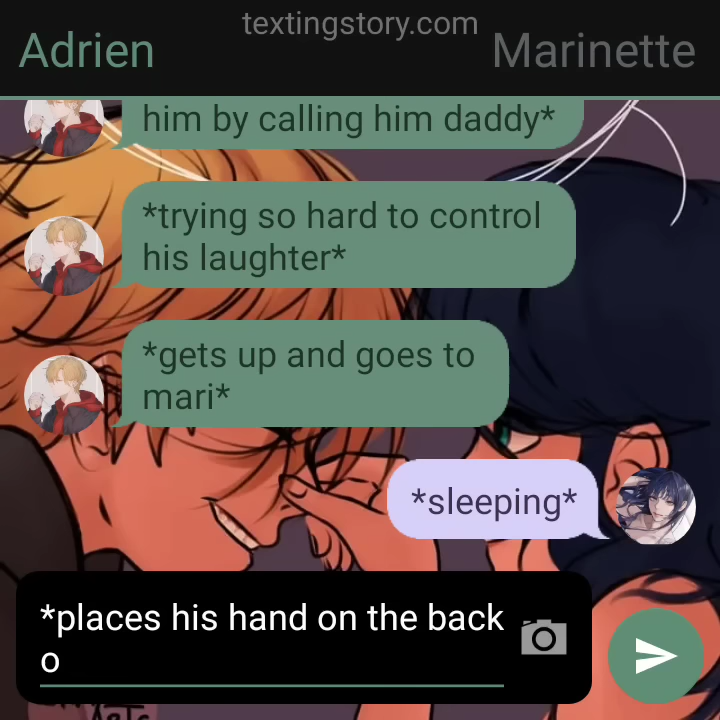 textingstory.com
Adrien
Marinette
him by calling him daddy*
*trying so hard to control
his laughter*
*gets up and goes to
mari*
*sleeping*
*places his hand on the back
o